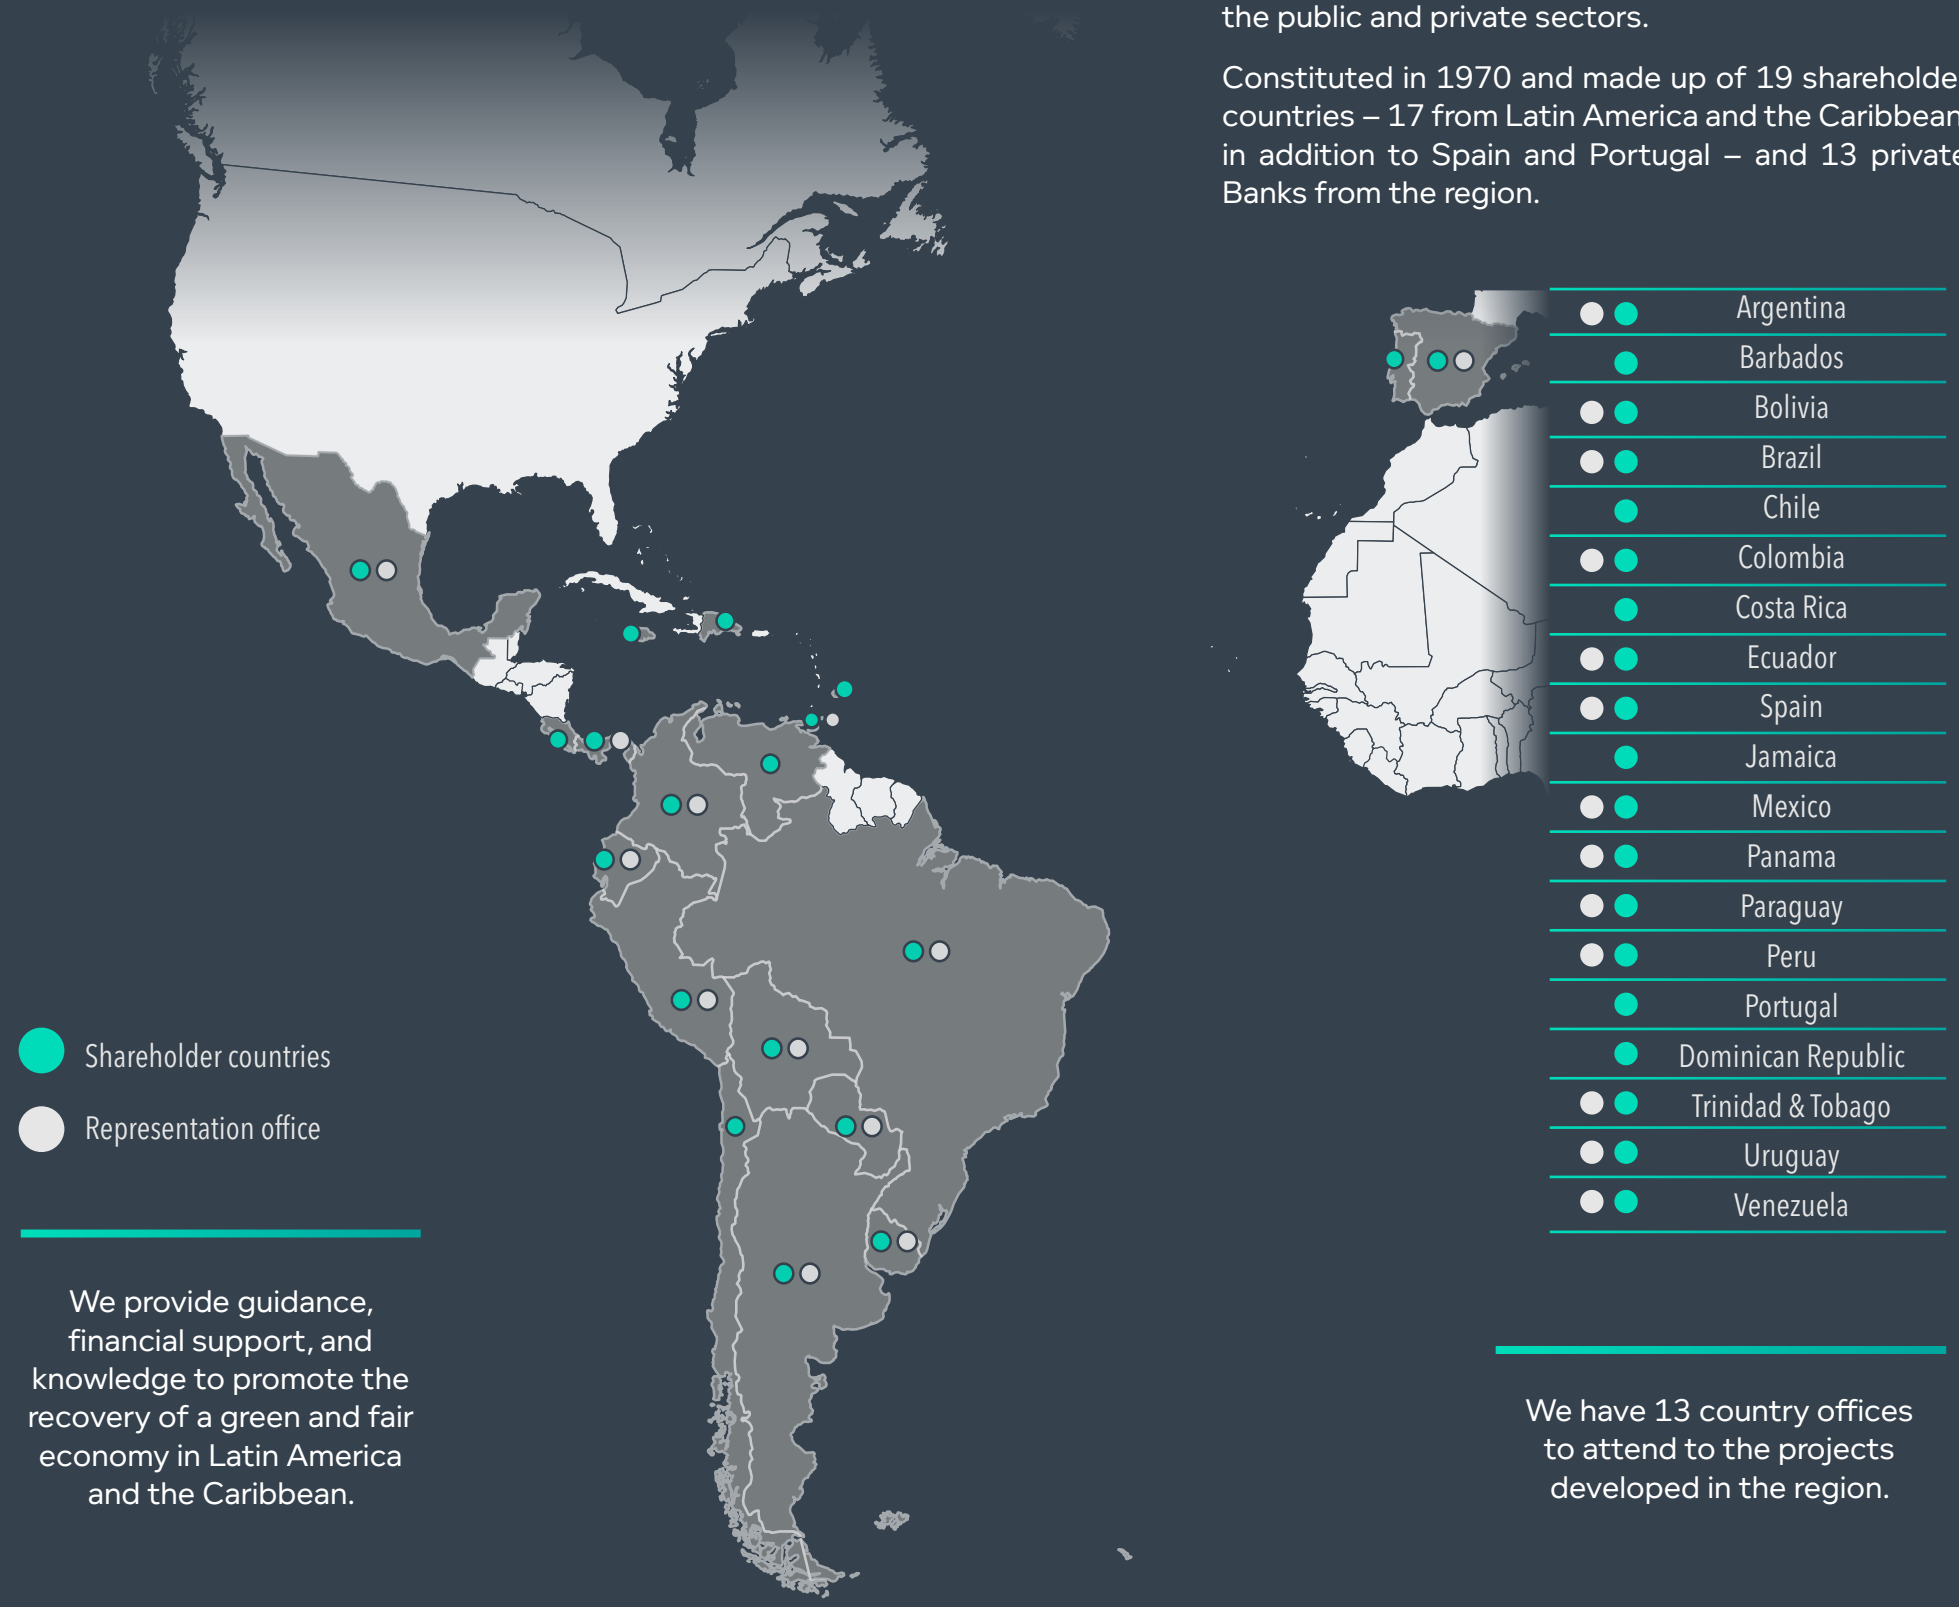 the public and private sectors.
Constituted in 1970 and made up of 19 shareholde
countries – 17 from Latin America and the Caribbean
in addition to Spain and Portugal – and 13 private
Banks from the region.
Argentina
Barbados
Bolivia
Brazil
Chile
Colombia
Costa Rica
Ecuador
Spain
Jamaica
Mexico
Panama
Paraguay
Peru
Portugal
Dominican Republic
Trinidad & Tobago
Uruguay
Venezuela
Shareholder countries
Representation office
We provide guidance,
financial support, and
knowledge to promote the
recovery of a green and fair
economy in Latin America
and the Caribbean.
We have 13 country offices
to attend to the projects
developed in the region.